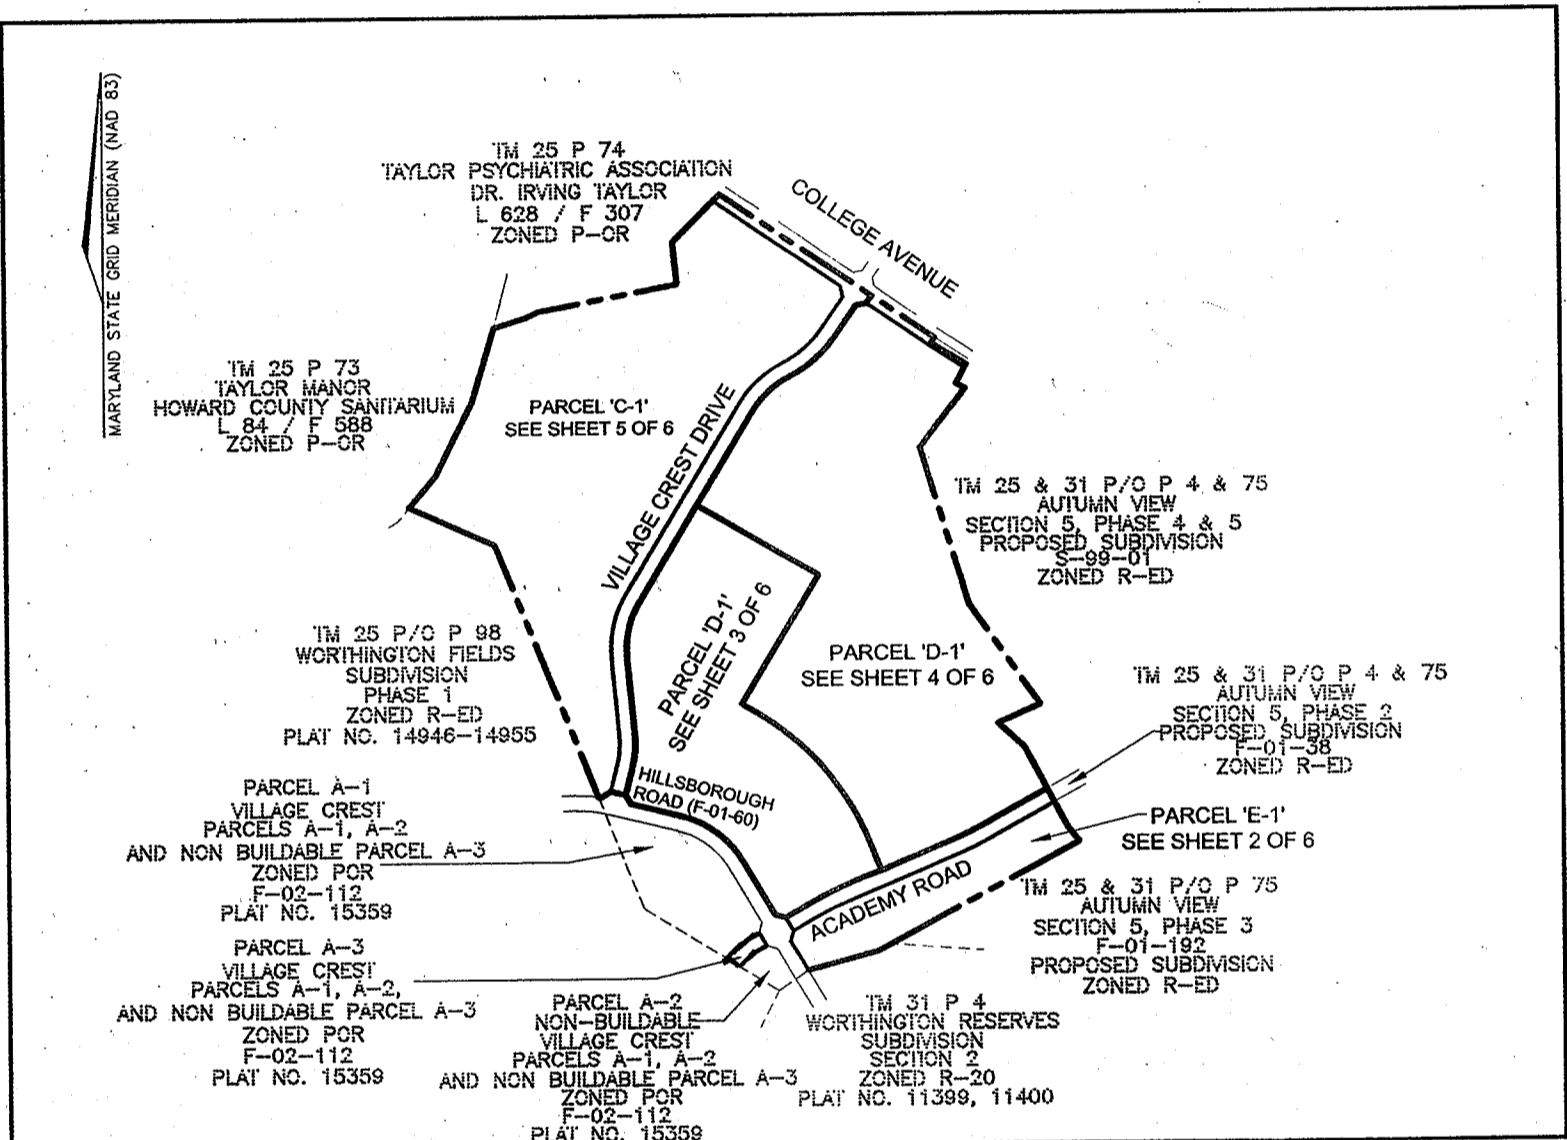 MARYLAND STATE GRID MERIDIAN (NAD 83)
TM 25 P 74
TAYLOR PSYCHIATRIC ASSOCIATION
DR. IRVING TAYLOR
L 628 / F 307
ZONED P-OR
COLLEGE AVENUE
TM 25 P 73
TAYLOR MANOR
HOWARD COUNTY SANITARIUM
L 84 / F 588
ZONED P-OR
PARCEL 'C-1'
SEE SHEET 5 OF 6
VILLAGE CREST DRIVE
TM 25 & 31 P/O P 4 & 75
AUTUMN VIEW
SECTION 5, PHASE 4 & 5
PROPOSED SUBDIVISION
S-99-01
ZONED R-ED
TM 25 P/O P 98
WORTHINGTON FIELDS
SUBDIVISION
PHASE 1
ZONED R-ED
PLAT NO. 14946-14955
PARCEL 'D-1'
SEE SHEET 3 OF 6
PARCEL 'D-1'
SEE SHEET 4 OF 6
TM 25 & 31 P/O P 4 & 75
AUTUMN VIEW
SECTION 5, PHASE 2
PROPOSED SUBDIVISION
F-01-38
ZONED R-ED
HILLSBOROUGH
ROAD (F-01-60)
PARCEL A-1
VILLAGE CREST
PARCELS A-1, A-2
AND NON BUILDABLE PARCEL A-3
ZONED POR
F-02-112
PLAT NO. 15359
PARCEL 'E-1'
SEE SHEET 2 OF 6
ACADEMY ROAD
TM 25 & 31 P/O P 75
AUTUMN VIEW
SECTION 5, PHASE 3
F-01-192
PROPOSED SUBDIVISION
ZONED R-ED
PARCEL A-3
VILLAGE CREST
PARCELS A-1, A-2,
AND NON BUILDABLE PARCEL A-3
ZONED POR
F-02-112
PLAT NO. 15359
PARCEL A-2
NON-BUILDABLE
VILLAGE CREST
PARCELS A-1, A-2
AND NON BUILDABLE PARCEL A-3
ZONED POR
F-02-112
PLAT NO. 15359
TM 31 P 4
WORTHINGTON RESERVES
SUBDIVISION
SECTION 2
ZONED R-20
PLAT NO. 11399, 11400